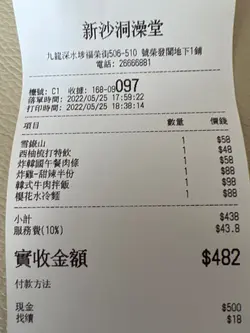 新沙洞澡堂
九龍深水埗福榮街506-510 號榮發閣地下1鋪
電話: 26666881
檯號: C1 收據: 168-09097
落單時間: 2022/05/25 17:59:22
打印時間: 2022/05/25 18:38:14
項目 數量 價錢
雪嶽山 1 $58
西柚梳打特飲 1 $48
炸韓國午餐肉條 1 $58
炸雞-甜辣半份 1 $88
韓式牛肉拌飯 1 $98
櫻花水冷麵 1 $88
小計 $438
服務費(10%) $43.8
實收金額 $482
付款方法
現金 $500
找續 $18